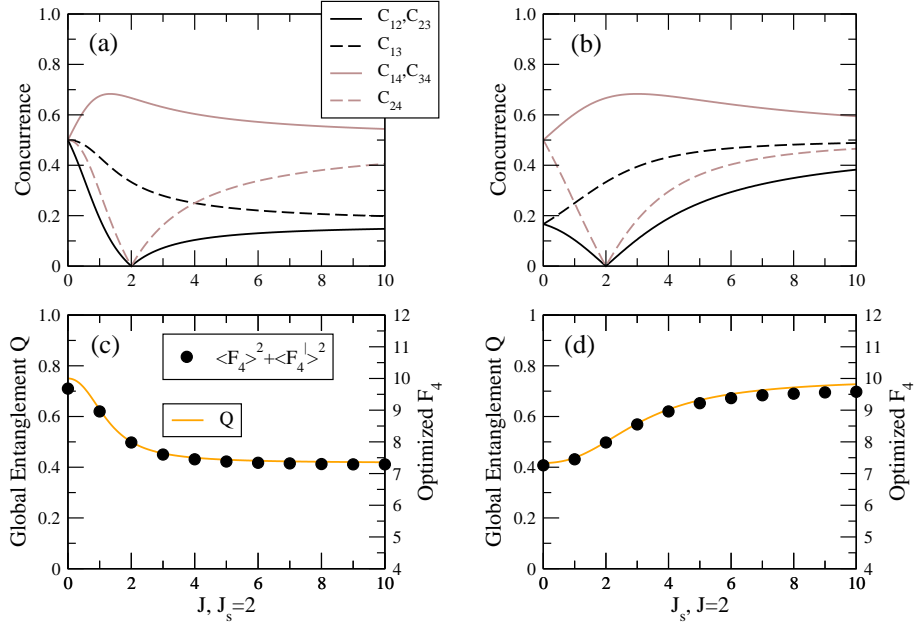 (a)
C12,C23
C13
C14,C34
C24
Concurrence
1.0
0.8
0.6
0.4
0.2
0
0 2 4 6 8 10
(b)
Concurrence
1.0
0.8
0.6
0.4
0.2
0
0 2 4 6 8 10
(c)
<F4>2+<F4|>2
Q
Global Entanglement Q
1.0
0.8
0.6
0.4
0.2
0
Optimized F4
12
11
10
9
8
7
6
5
4
0 2 4 6 8 10
J, Js=2
(d)
Global Entanglement Q
1.0
0.8
0.6
0.4
0.2
0
Optimized F4
12
11
10
9
8
7
6
5
4
0 2 4 6 8 10
Js, J=2